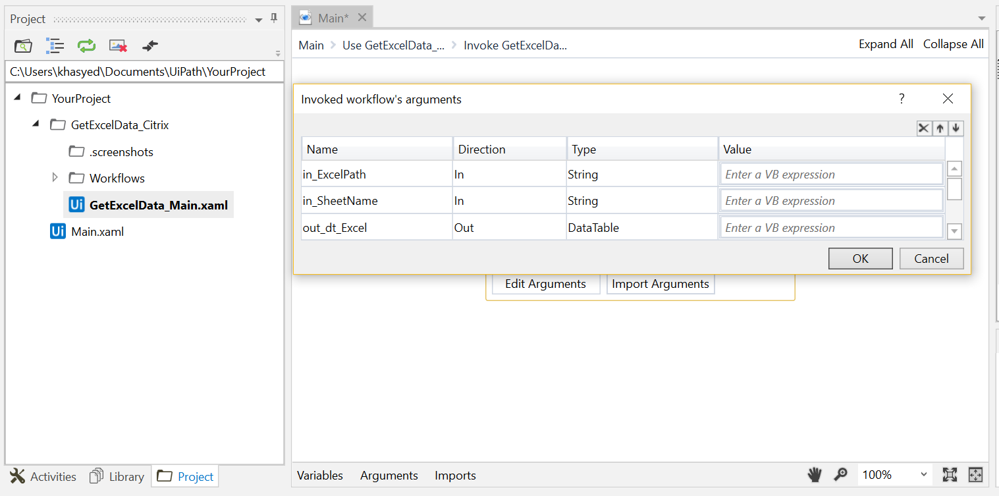 Project
C:\Users\khasyed\Documents\UiPath\YourProject
YourProject
GetExcelData_Citrix
.screenshots
Workflows
Ui GetExcelData_Main.xaml
Ui Main.xaml
Activities Library Project
Main*
Main Use GetExcelData_... Invoke GetExcelDa...
Expand All Collapse All
Invoked workflow's arguments ?
Name Direction Type Value
in_ExcelPath In String Enter a VB expression
in_SheetName In String Enter a VB expression
out_dt_Excel Out DataTable Enter a VB expression
OK Cancel
Edit Arguments Import Arguments
Variables Arguments Imports 100%